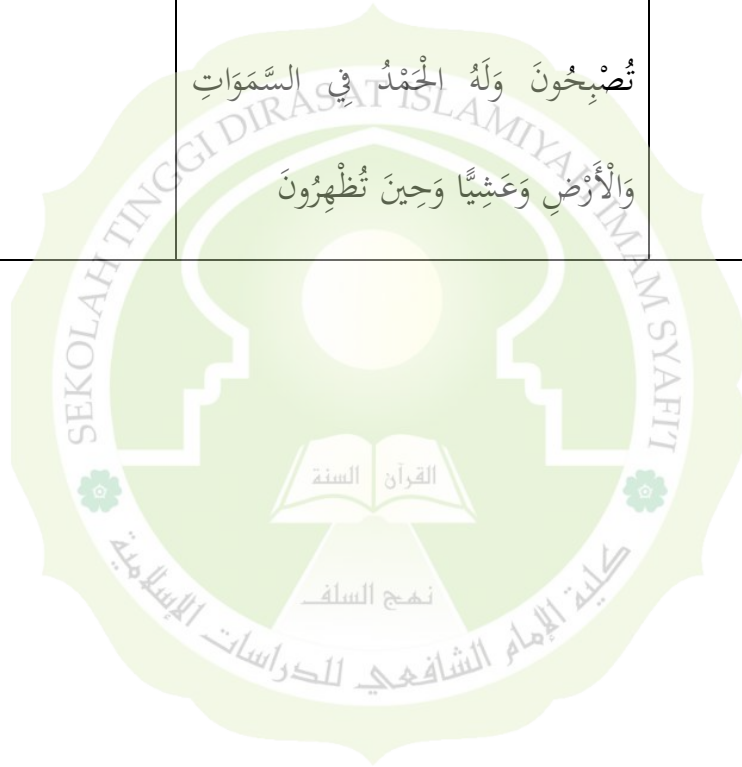 تُصْبِحُونَ وَلَهُ الْحَمْدُ فِي السَّمَوَاتِ
وَالْأَرْضِ وَعَشِيًّا وَحِينَ تُظْهِرُونَ
SEKOLAH TINGGI DIRASAT ISLAMIYAH IMAM SYAFI'I
القرآن السنة
نهج السلف
كلية الإمام الشافعي للدراسات الإسلامية